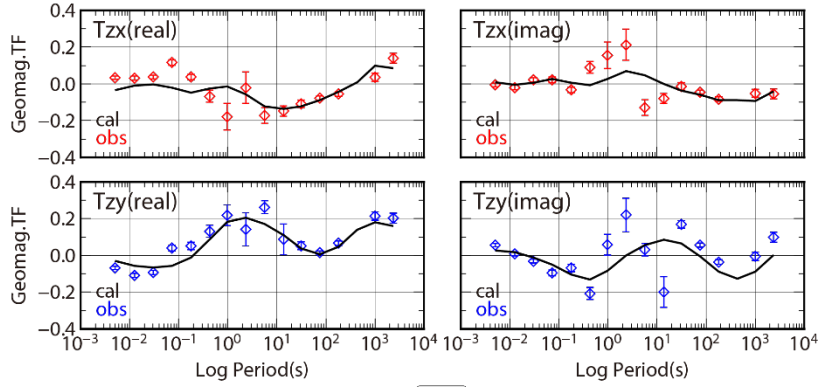 Tzx(real)
Tzx(imag)
Geomag.TF
0.4
0.2
0.0
−0.2
−0.4
cal
obs
cal
obs
Tzy(real)
Tzy(imag)
Geomag.TF
0.4
0.2
0.0
−0.2
−0.4
cal
obs
cal
obs
10⁻³ 10⁻² 10⁻¹ 10⁰ 10¹ 10² 10³ 10⁴
10⁻³ 10⁻² 10⁻¹ 10⁰ 10¹ 10² 10³ 10⁴
Log Period(s)
Log Period(s)